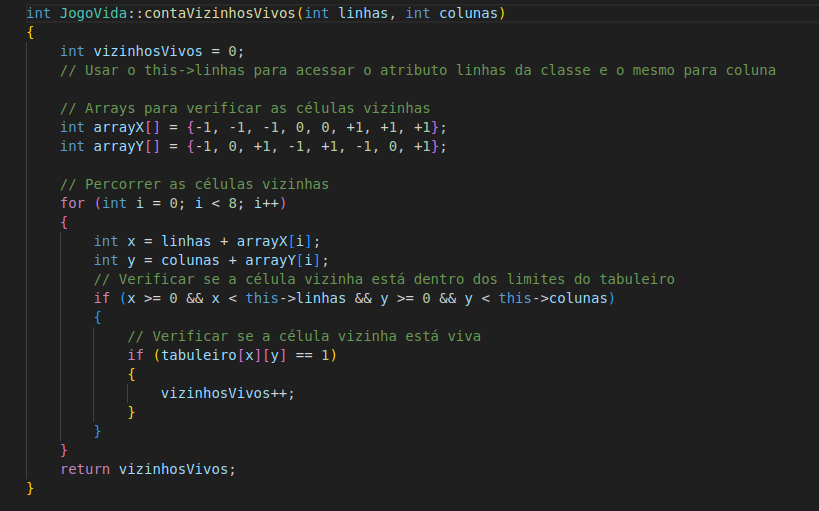 int JogoVida::contaVizinhosVivos(int linhas, int colunas)
{
    int vizinhosVivos = 0;
    // Usar o this->linhas para acessar o atributo linhas da classe e o mesmo para coluna

    // Arrays para verificar as células vizinhas
    int arrayX[] = {-1, -1, -1, 0, 0, +1, +1, +1};
    int arrayY[] = {-1, 0, +1, -1, +1, -1, 0, +1};

    // Percorrer as células vizinhas
    for (int i = 0; i < 8; i++)
    {
        int x = linhas + arrayX[i];
        int y = colunas + arrayY[i];
        // Verificar se a célula vizinha está dentro dos limites do tabuleiro
        if (x >= 0 && x < this->linhas && y >= 0 && y < this->colunas)
        {
            // Verificar se a célula vizinha está viva
            if (tabuleiro[x][y] == 1)
            {
                vizinhosVivos++;
            }
        }
    }
    return vizinhosVivos;
}